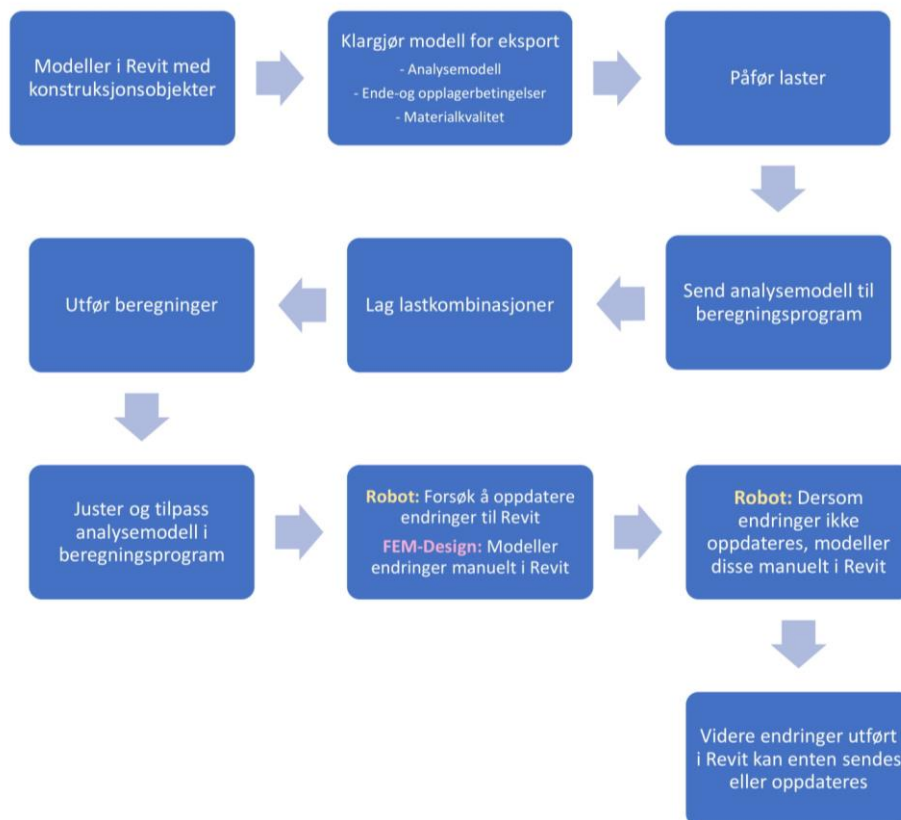 Modeller i Revit med
konstruksjonsobjekter
Klargjør modell for eksport
- Analysemodell
- Ende-og opplagerbetingelser
- Materialkvalitet
Påfør laster
Send analysemodell til
beregningsprogram
Lag lastkombinasjoner
Utfør beregninger
Juster og tilpass
analysemodell i
beregningsprogram
Robot: Forsøk å oppdatere
endringer til Revit
FEM-Design: Modeller
endringer manuelt i Revit
Robot: Dersom
endringer ikke
oppdateres, modeller
disse manuelt i Revit
Videre endringer utført
i Revit kan enten sendes
eller oppdateres